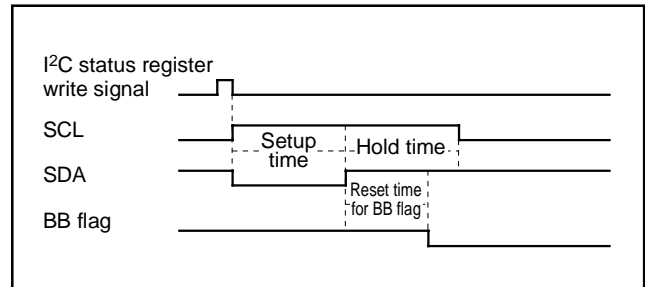 I²C status register
write signal
SCL
Setup
time
Hold time
SDA
Reset time
for BB flag
BB flag